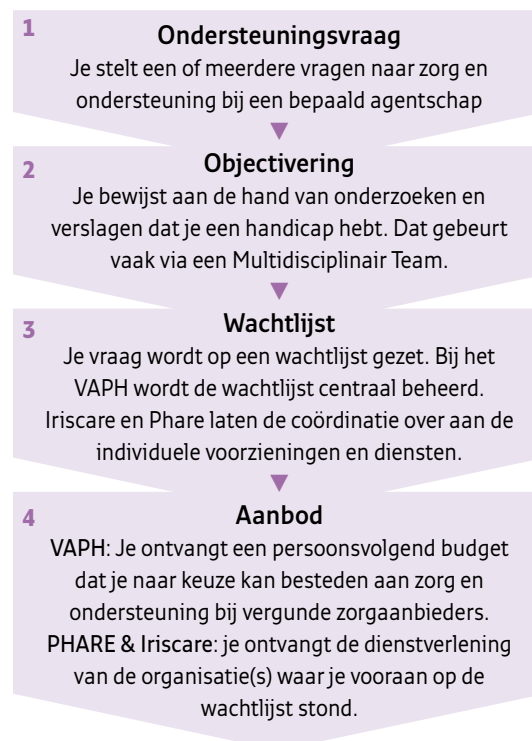 1
Ondersteuningsvraag
Je stelt een of meerdere vragen naar zorg en
ondersteuning bij een bepaald agentschap
2
Objectivering
Je bewijst aan de hand van onderzoeken en
verslagen dat je een handicap hebt. Dat gebeurt
vaak via een Multidisciplinair Team.
3
Wachtlijst
Je vraag wordt op een wachtlijst gezet. Bij het
VAPH wordt de wachtlijst centraal beheerd.
Iriscare en Phare laten de coördinatie over aan de
individuele voorzieningen en diensten.
4
Aanbod
VAPH: Je ontvangt een persoonsvolgend budget
dat je naar keuze kan besteden aan zorg en
ondersteuning bij vergunde zorgaanbieders.
PHARE & Iriscare: je ontvangt de dienstverlening
van de organisatie(s) waar je vooraan op de
wachtlijst stond.